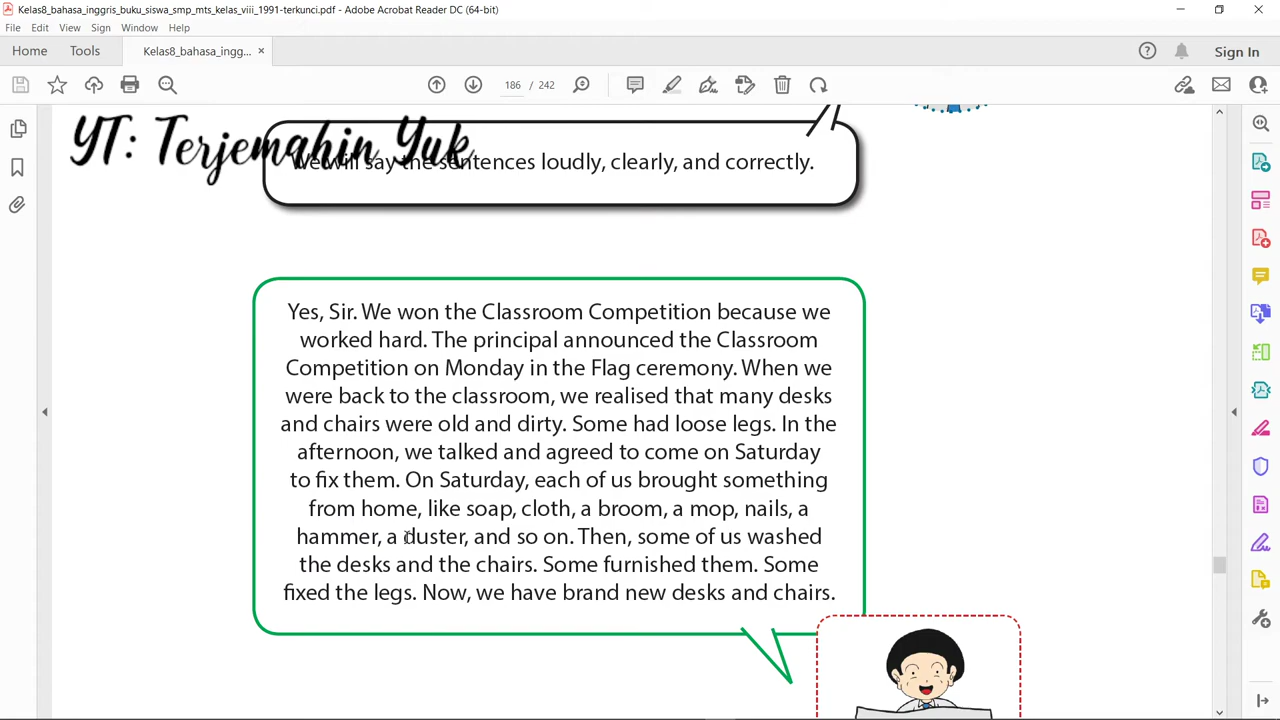 Kelas8_bahasa_inggris_buku_siswa_smp_mts_kelas_viii_1991-terkunci.pdf - Adobe Acrobat Reader DC (64-bit)
File Edit View Sign Window Help
Home Tools Kelas8_bahasa_ingg... × Sign In
186 / 242
YT: Terjemahin Yuk
We will say the sentences loudly, clearly, and correctly.
Yes, Sir. We won the Classroom Competition because we
worked hard. The principal announced the Classroom
Competition on Monday in the Flag ceremony. When we
were back to the classroom, we realised that many desks
and chairs were old and dirty. Some had loose legs. In the
afternoon, we talked and agreed to come on Saturday
to fix them. On Saturday, each of us brought something
from home, like soap, cloth, a broom, a mop, nails, a
hammer, a duster, and so on. Then, some of us washed
the desks and the chairs. Some furnished them. Some
fixed the legs. Now, we have brand new desks and chairs.